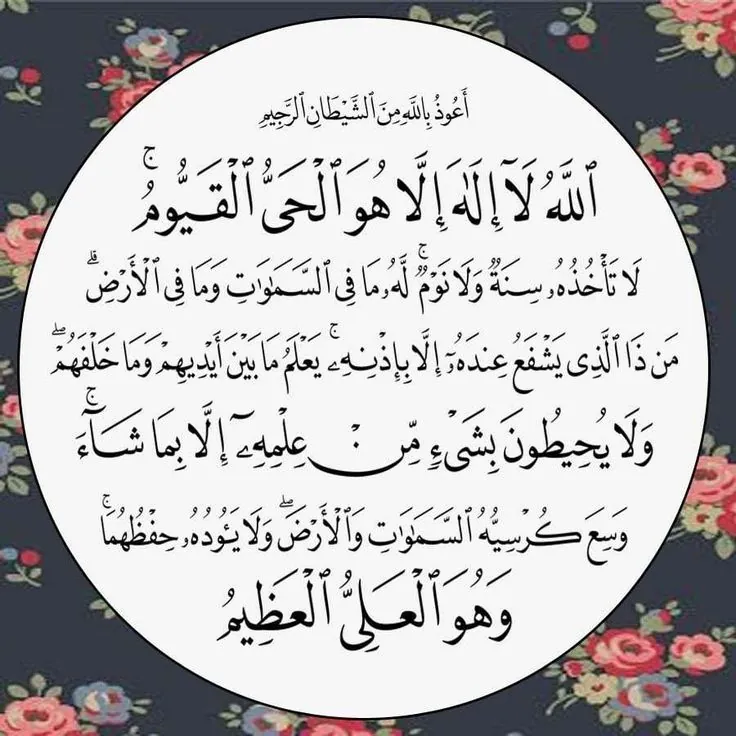 أَعُوذُ بِاللَّهِ مِنَ الشَّيْطَانِ الرَّجِيمِ
ٱللَّهُ لَآ إِلَـٰهَ إِلَّا هُوَ ٱلْحَىُّ ٱلْقَيُّومُ ۚ
لَا تَأْخُذُهُۥ سِنَةٌ وَلَا نَوْمٌ ۚ لَّهُۥ مَا فِى ٱلسَّمَـٰوَٰتِ وَمَا فِى ٱلْأَرْضِ ۗ
مَن ذَا ٱلَّذِى يَشْفَعُ عِندَهُۥٓ إِلَّا بِإِذْنِهِۦ ۚ يَعْلَمُ مَا بَيْنَ أَيْدِيهِمْ وَمَا خَلْفَهُمْ ۖ
وَلَا يُحِيطُونَ بِشَىْءٍ مِّنْ عِلْمِهِۦٓ إِلَّا بِمَا شَآءَ ۚ
وَسِعَ كُرْسِيُّهُ ٱلسَّمَـٰوَٰتِ وَٱلْأَرْضَ ۖ وَلَا يَـُٔودُهُۥ حِفْظُهُمَا ۚ
وَهُوَ ٱلْعَلِىُّ ٱلْعَظِيمُ